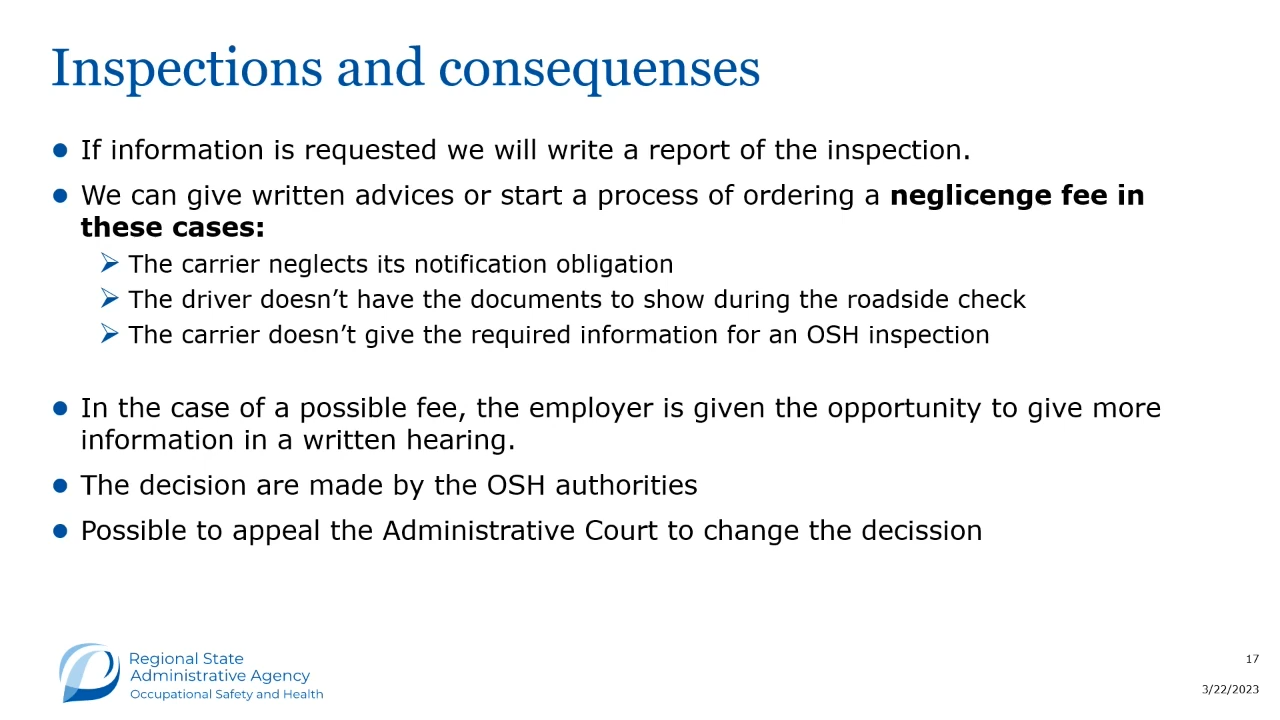 Inspections and consequenses
● If information is requested we will write a report of the inspection.
● We can give written advices or start a process of ordering a neglicenge fee in
these cases:
➢ The carrier neglects its notification obligation
➢ The driver doesn’t have the documents to show during the roadside check
➢ The carrier doesn’t give the required information for an OSH inspection
● In the case of a possible fee, the employer is given the opportunity to give more
information in a written hearing.
● The decision are made by the OSH authorities
● Possible to appeal the Administrative Court to change the decission
Regional State
Administrative Agency
Occupational Safety and Health
17
3/22/2023